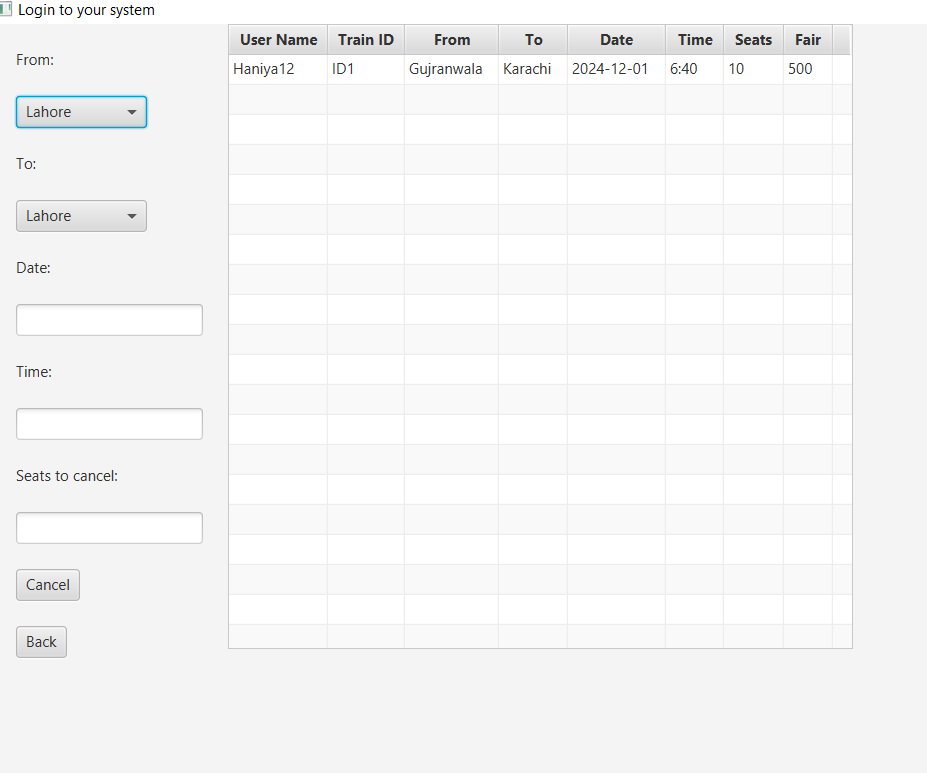 Login to your system
From:
Lahore
To:
Lahore
Date:
Time:
Seats to cancel:
Cancel
Back
User Name Train ID From To Date Time Seats Fair
Haniya12 ID1 Gujranwala Karachi 2024-12-01 6:40 10 500